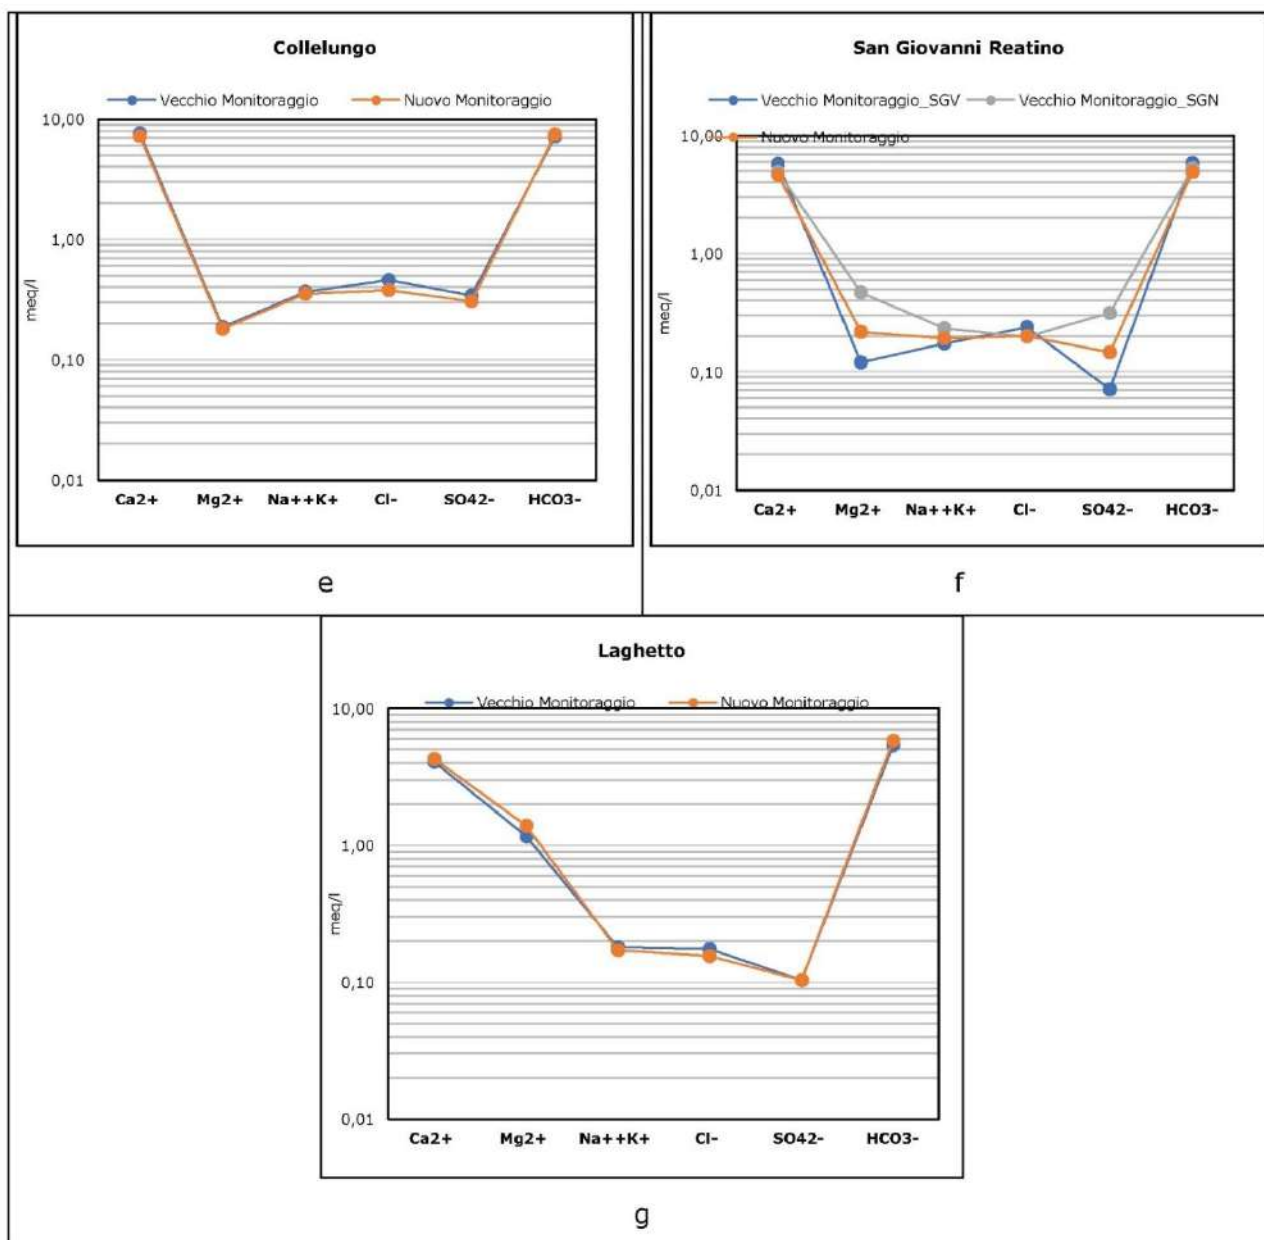 Collelungo
Vecchio Monitoraggio Nuovo Monitoraggio
10,00
1,00
0,10
0,01
meq/l
Ca2+ Mg2+ Na++K+ Cl- SO42- HCO3-
e
San Giovanni Reatino
Vecchio Monitoraggio_SGV Vecchio Monitoraggio_SGN
Nuovo Monitoraggio
10,00
1,00
0,10
0,01
meq/l
Ca2+ Mg2+ Na++K+ Cl- SO42- HCO3-
f
Laghetto
Vecchio Monitoraggio Nuovo Monitoraggio
10,00
1,00
0,10
0,01
meq/l
Ca2+ Mg2+ Na++K+ Cl- SO42- HCO3-
g